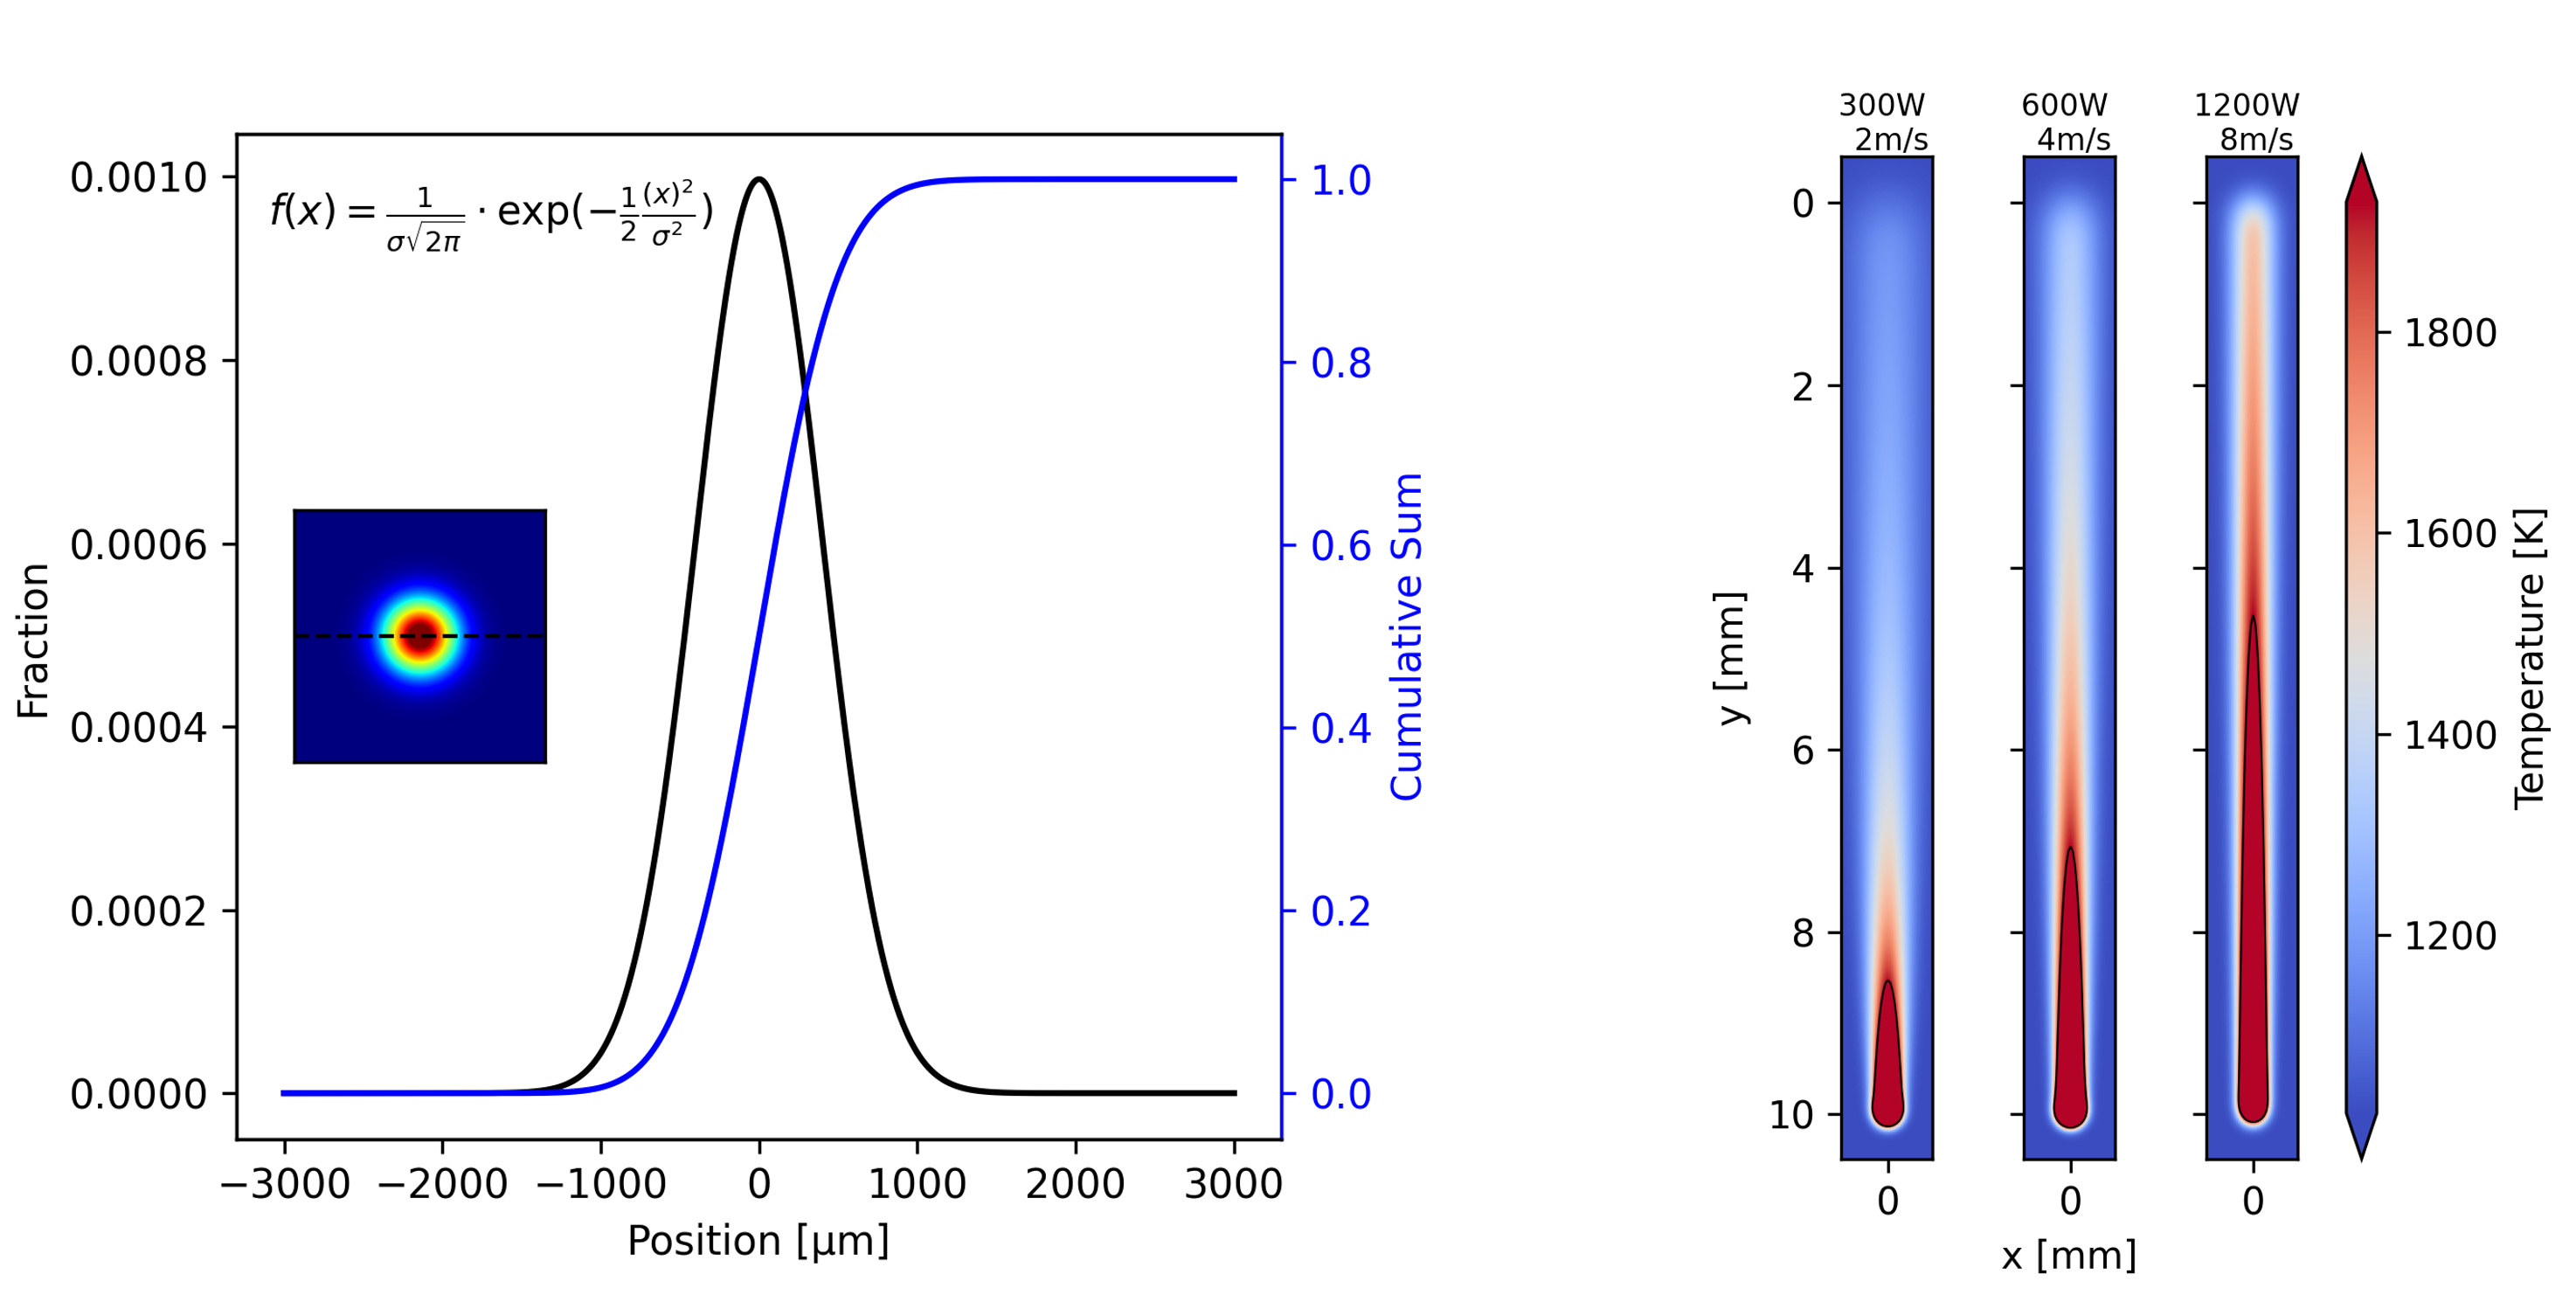 f(x) = 1/(σ√2π) · exp(−1/2 (x)²/σ²)
0.0010
0.0008
0.0006
0.0004
0.0002
0.0000
Fraction
−3000 −2000 −1000 0 1000 2000 3000
Position [µm]
1.0
0.8
0.6
0.4
0.2
0.0
Cumulative Sum
300W
2m/s
600W
4m/s
1200W
8m/s
0
2
4
6
8
10
y [mm]
0 0 0
x [mm]
1800
1600
1400
1200
Temperature [K]